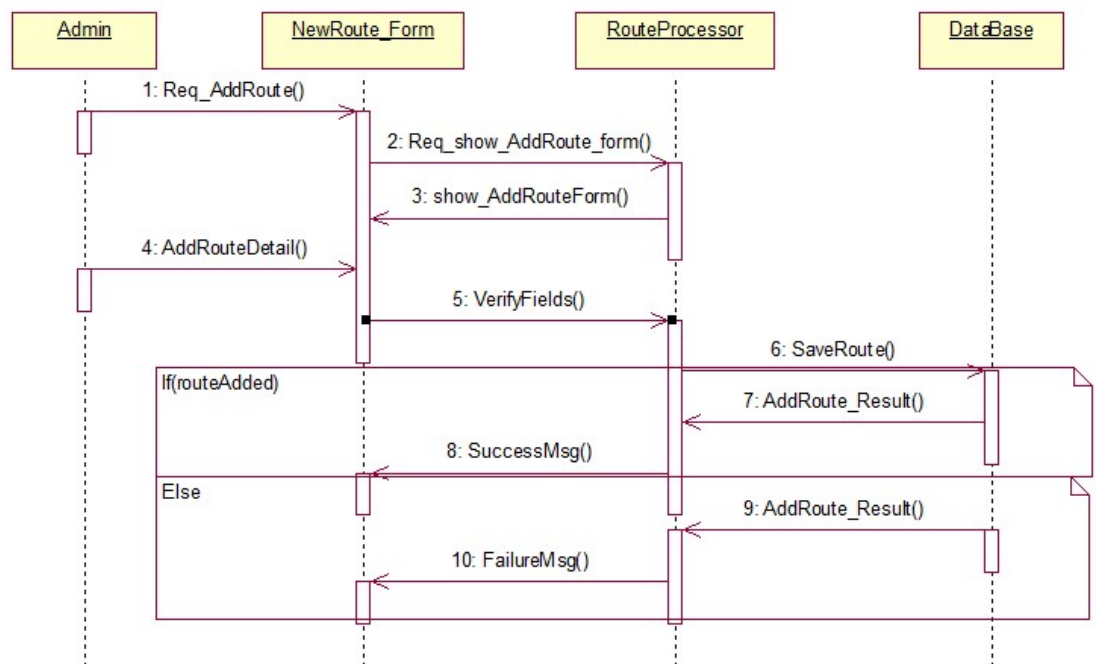 Admin
NewRoute_Form
RouteProcessor
DataBase
1: Req_AddRoute()
2: Req_show_AddRoute_form()
3: show_AddRouteForm()
4: AddRouteDetail()
5: VerifyFields()
6: SaveRoute()
If(routeAdded)
7: AddRoute_Result()
8: SuccessMsg()
Else
9: AddRoute_Result()
10: FailureMsg()